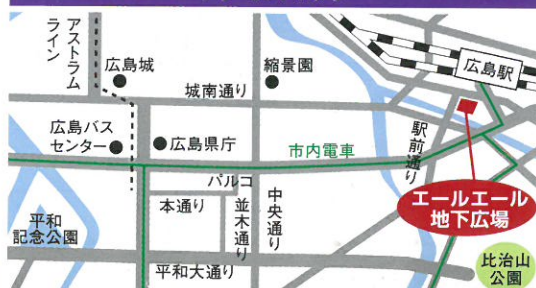 アストラム
ライン
広島城
縮景園
広島駅
城南通り
広島バス
センター
広島県庁
市内電車
駅前通り
パルコ
本通り
並木通り
中央通り
エールエール
地下広場
平和
記念公園
平和大通り
比治山
公園